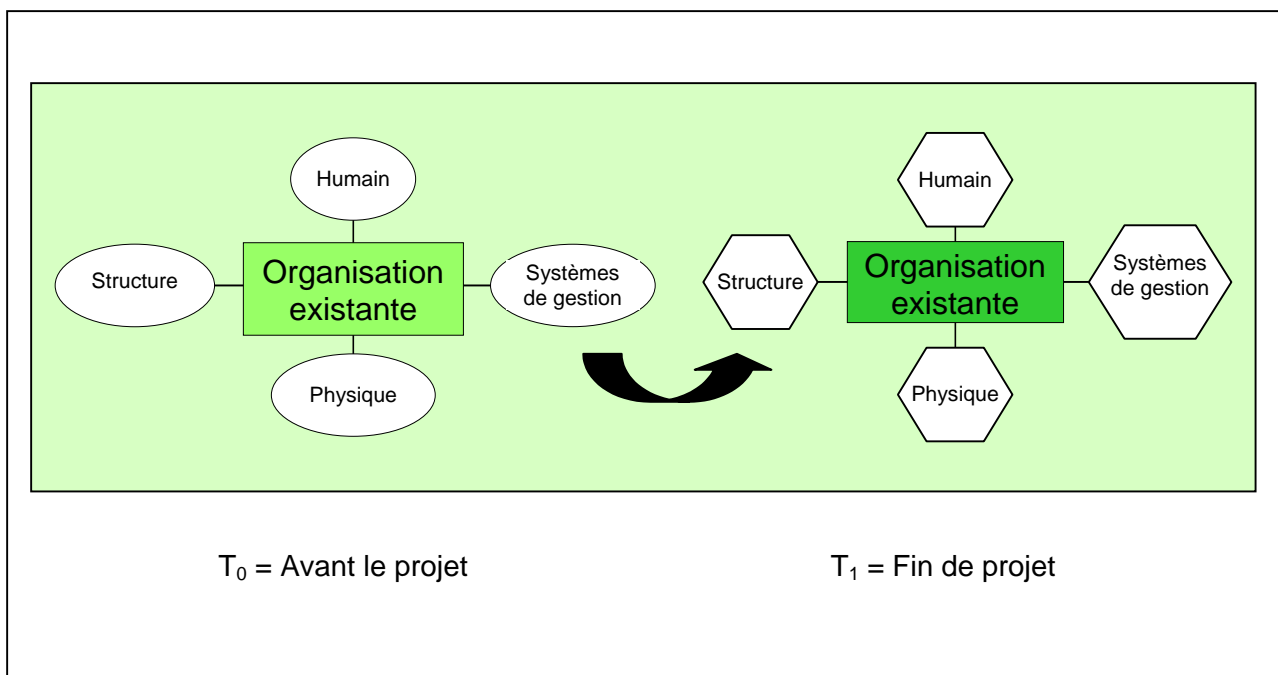 Humain
Structure
Organisation
existante
Systèmes
de gestion
Physique
Humain
Structure
Organisation
existante
Systèmes
de gestion
Physique
T₀ = Avant le projet
T₁ = Fin de projet